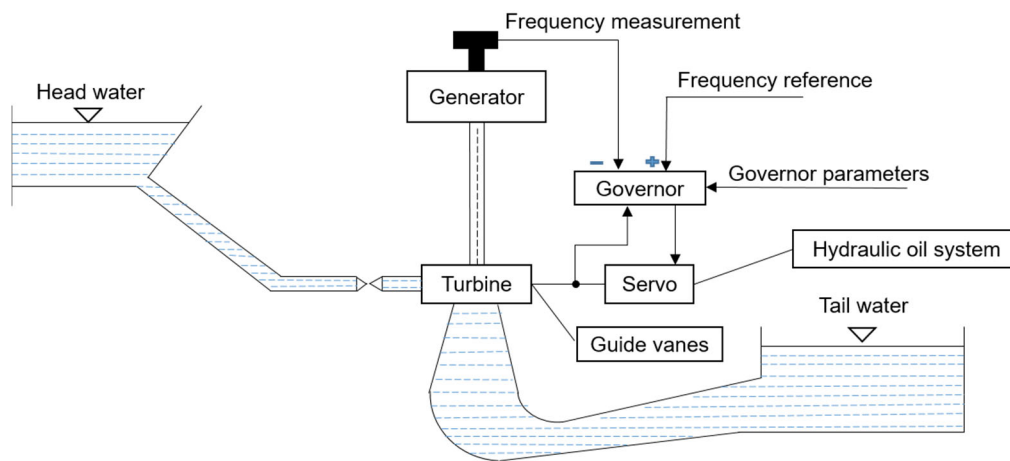 Frequency measurement
Head water
Frequency reference
Generator
− +
Governor
Governor parameters
Hydraulic oil system
Turbine
Servo
Tail water
Guide vanes